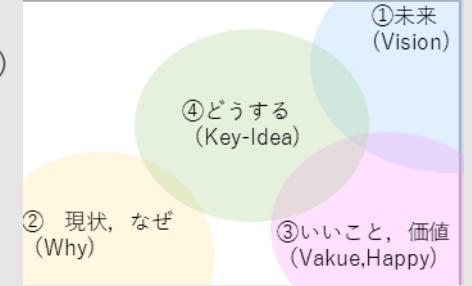 )
①未来
(Vision)
④どうする
(Key-Idea)
② 現状，なぜ
(Why)
③いいこと，価値
(Vakue,Happy)